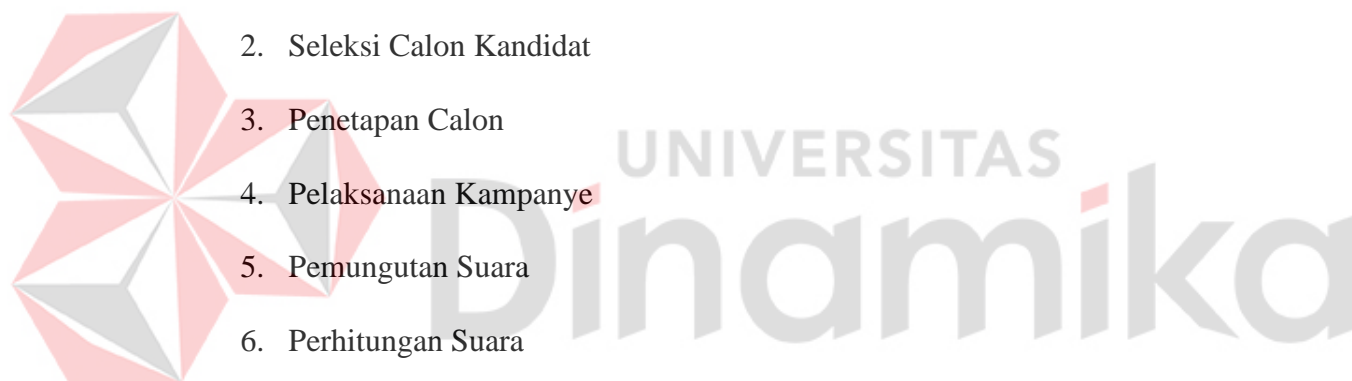 2. Seleksi Calon Kandidat
3. Penetapan Calon
UNIVERSITAS
4. Pelaksanaan Kampanye
Dinamika
5. Pemungutan Suara
6. Perhitungan Suara